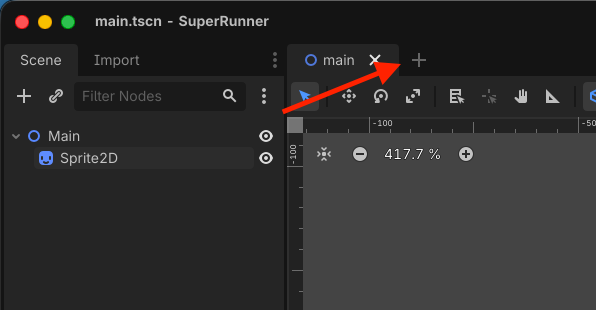 main.tscn - SuperRunner
Scene
Import
main
Filter Nodes
-100
-50
Main
Sprite2D
-100
417.7 %